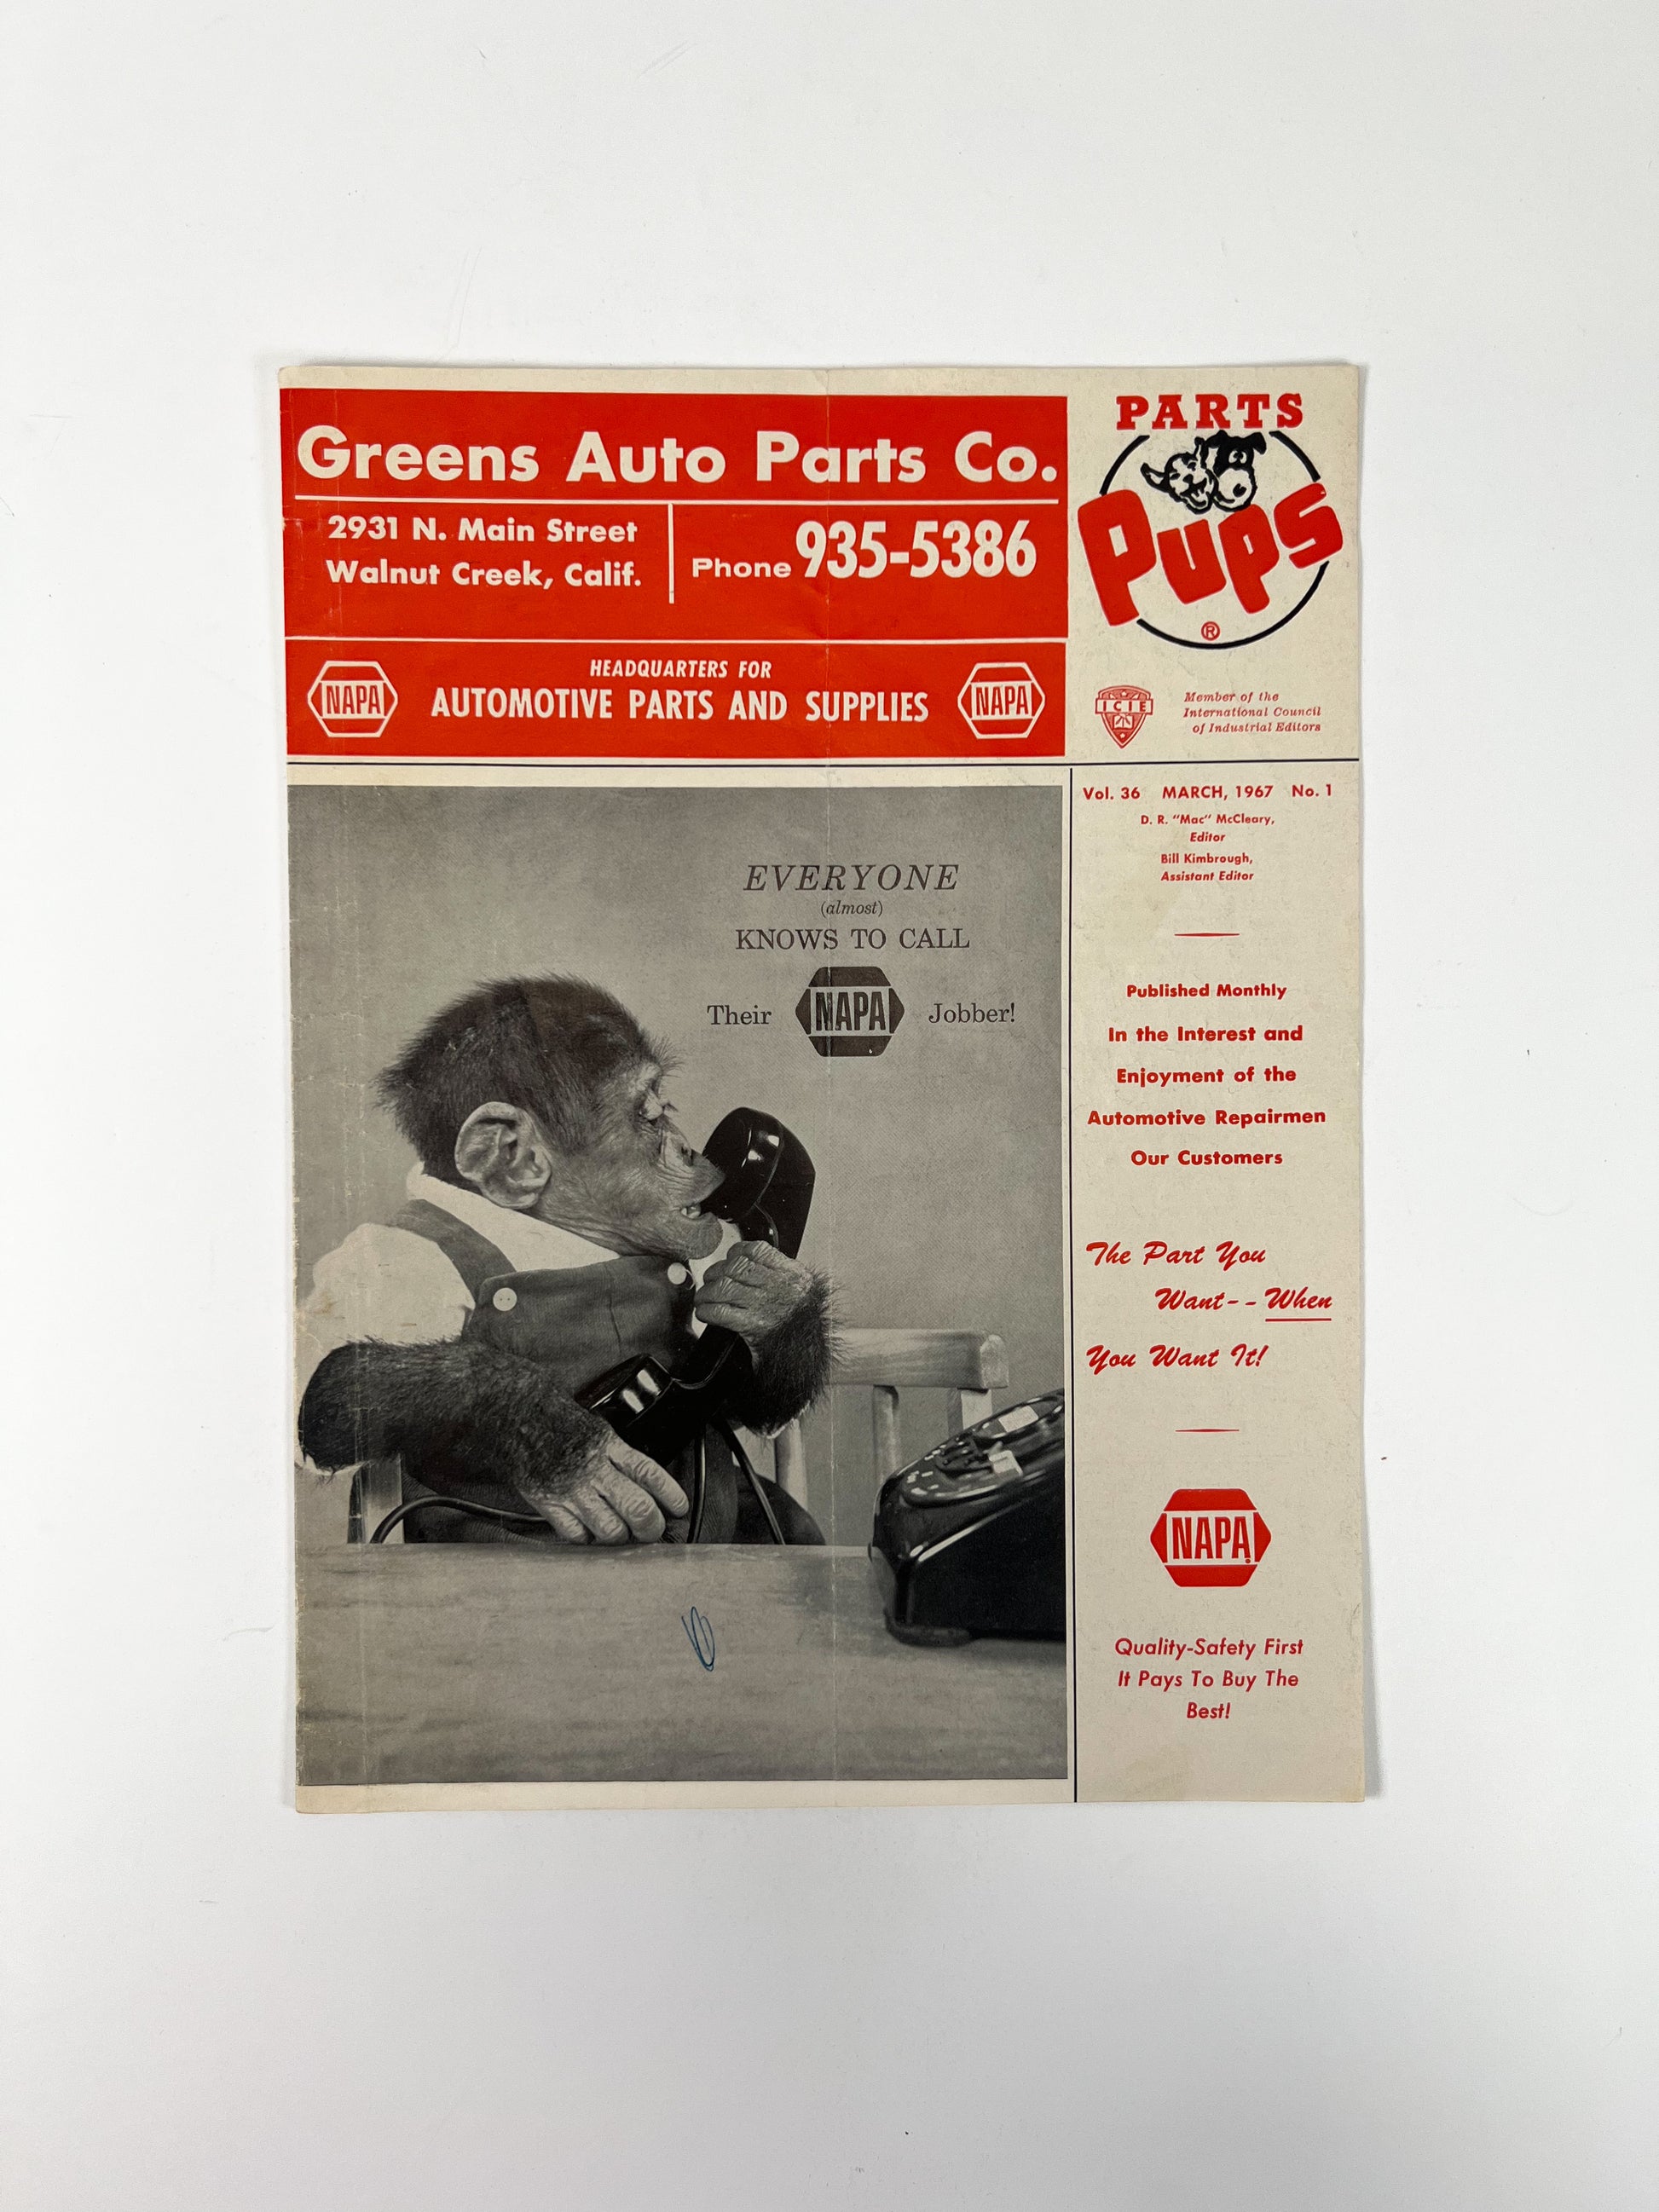 Greens Auto Parts Co.
2931 N. Main Street
Walnut Creek, Calif.
Phone 935-5386
NAPA
HEADQUARTERS FOR
AUTOMOTIVE PARTS AND SUPPLIES
NAPA
PARTS
Pups
®
ICIE
Member of the
International Council
of Industrial Editors
EVERYONE
(almost)
KNOWS TO CALL
Their NAPA Jobber!
Vol. 36 MARCH, 1967 No. 1
D. R. "Mac" McCleary,
Editor
Bill Kimbrough,
Assistant Editor
Published Monthly
In the Interest and
Enjoyment of the
Automotive Repairmen
Our Customers
The Part You
Want-- When
You Want It!
NAPA
Quality-Safety First
It Pays To Buy The
Best!